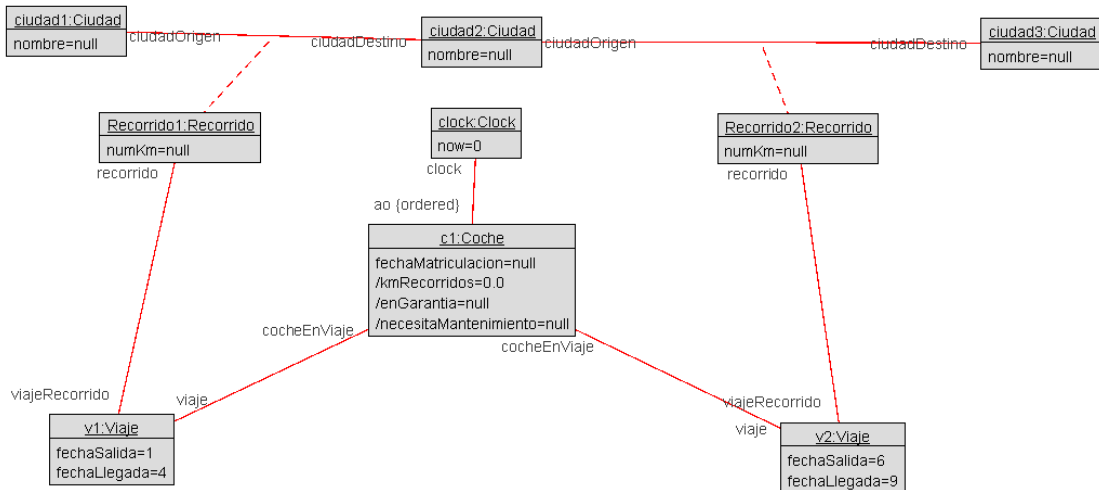 ciudad1:Ciudad
nombre=null
ciudadOrigen
ciudadDestino
ciudad2:Ciudad
nombre=null
ciudadOrigen
ciudadDestino
ciudad3:Ciudad
nombre=null
Recorrido1:Recorrido
numKm=null
recorrido
clock:Clock
now=0
clock
Recorrido2:Recorrido
numKm=null
recorrido
ao {ordered}
c1:Coche
fechaMatriculacion=null
/kmRecorridos=0.0
/enGarantia=null
/necesitaMantenimiento=null
cocheEnViaje
cocheEnViaje
viajeRecorrido
viaje
viajeRecorrido
viaje
v1:Viaje
fechaSalida=1
fechaLlegada=4
v2:Viaje
fechaSalida=6
fechaLlegada=9